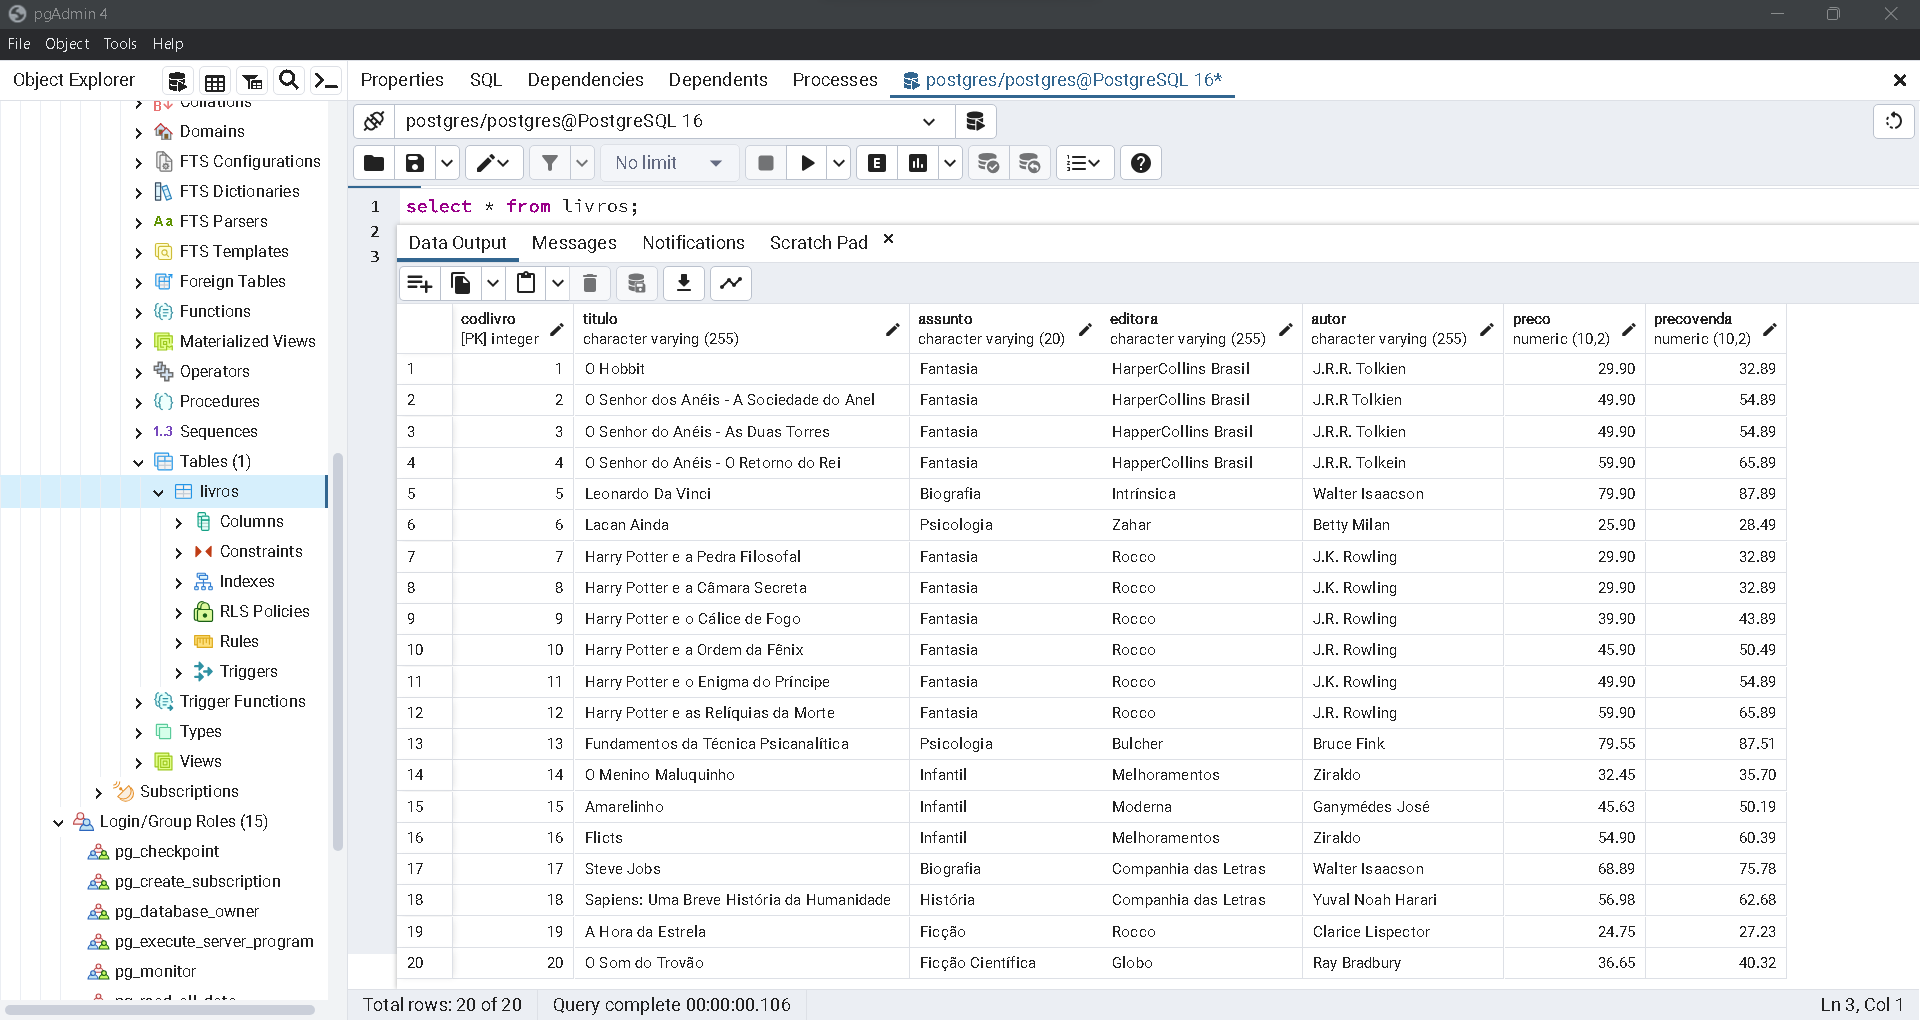 pgAdmin 4
File Object Tools Help
Object Explorer
Properties SQL Dependencies Dependents Processes postgres/postgres@PostgreSQL 16*
Collations
Domains
FTS Configurations
FTS Dictionaries
Aa FTS Parsers
FTS Templates
Foreign Tables
Functions
Materialized Views
Operators
Procedures
1..3 Sequences
Tables (1)
livros
Columns
Constraints
Indexes
RLS Policies
Rules
Triggers
Trigger Functions
Types
Views
Subscriptions
Login/Group Roles (15)
pg_checkpoint
pg_create_subscription
pg_database_owner
pg_execute_server_program
pg_monitor
postgres/postgres@PostgreSQL 16
No limit E
1 select * from livros;
2
3
Data Output Messages Notifications Scratch Pad
codlivro titulo assunto editora autor preco precovenda
[PK] integer character varying (255) character varying (20) character varying (255) character varying (255) numeric (10,2) numeric (10,2)
1 1 O Hobbit Fantasia HarperCollins Brasil J.R.R. Tolkien 29.90 32.89
2 2 O Senhor dos Anéis - A Sociedade do Anel Fantasia HarperCollins Brasil J.R.R Tolkien 49.90 54.89
3 3 O Senhor do Anéis - As Duas Torres Fantasia HapperCollins Brasil J.R.R. Tolkien 49.90 54.89
4 4 O Senhor do Anéis - O Retorno do Rei Fantasia HapperCollins Brasil J.R.R. Tolkein 59.90 65.89
5 5 Leonardo Da Vinci Biografia Intrínsica Walter Isaacson 79.90 87.89
6 6 Lacan Ainda Psicologia Zahar Betty Milan 25.90 28.49
7 7 Harry Potter e a Pedra Filosofal Fantasia Rocco J.K. Rowling 29.90 32.89
8 8 Harry Potter e a Câmara Secreta Fantasia Rocco J.K. Rowling 29.90 32.89
9 9 Harry Potter e o Cálice de Fogo Fantasia Rocco J.R. Rowling 39.90 43.89
10 10 Harry Potter e a Ordem da Fênix Fantasia Rocco J.R. Rowling 45.90 50.49
11 11 Harry Potter e o Enigma do Príncipe Fantasia Rocco J.K. Rowling 49.90 54.89
12 12 Harry Potter e as Relíquias da Morte Fantasia Rocco J.R. Rowling 59.90 65.89
13 13 Fundamentos da Técnica Psicanalítica Psicologia Bulcher Bruce Fink 79.55 87.51
14 14 O Menino Maluquinho Infantil Melhoramentos Ziraldo 32.45 35.70
15 15 Amarelinho Infantil Moderna Ganymédes José 45.63 50.19
16 16 Flicts Infantil Melhoramentos Ziraldo 54.90 60.39
17 17 Steve Jobs Biografia Companhia das Letras Walter Isaacson 68.89 75.78
18 18 Sapiens: Uma Breve História da Humanidade História Companhia das Letras Yuval Noah Harari 56.98 62.68
19 19 A Hora da Estrela Ficção Rocco Clarice Lispector 24.75 27.23
20 20 O Som do Trovão Ficção Científica Globo Ray Bradbury 36.65 40.32
Total rows: 20 of 20 Query complete 00:00:00.106 Ln 3, Col 1